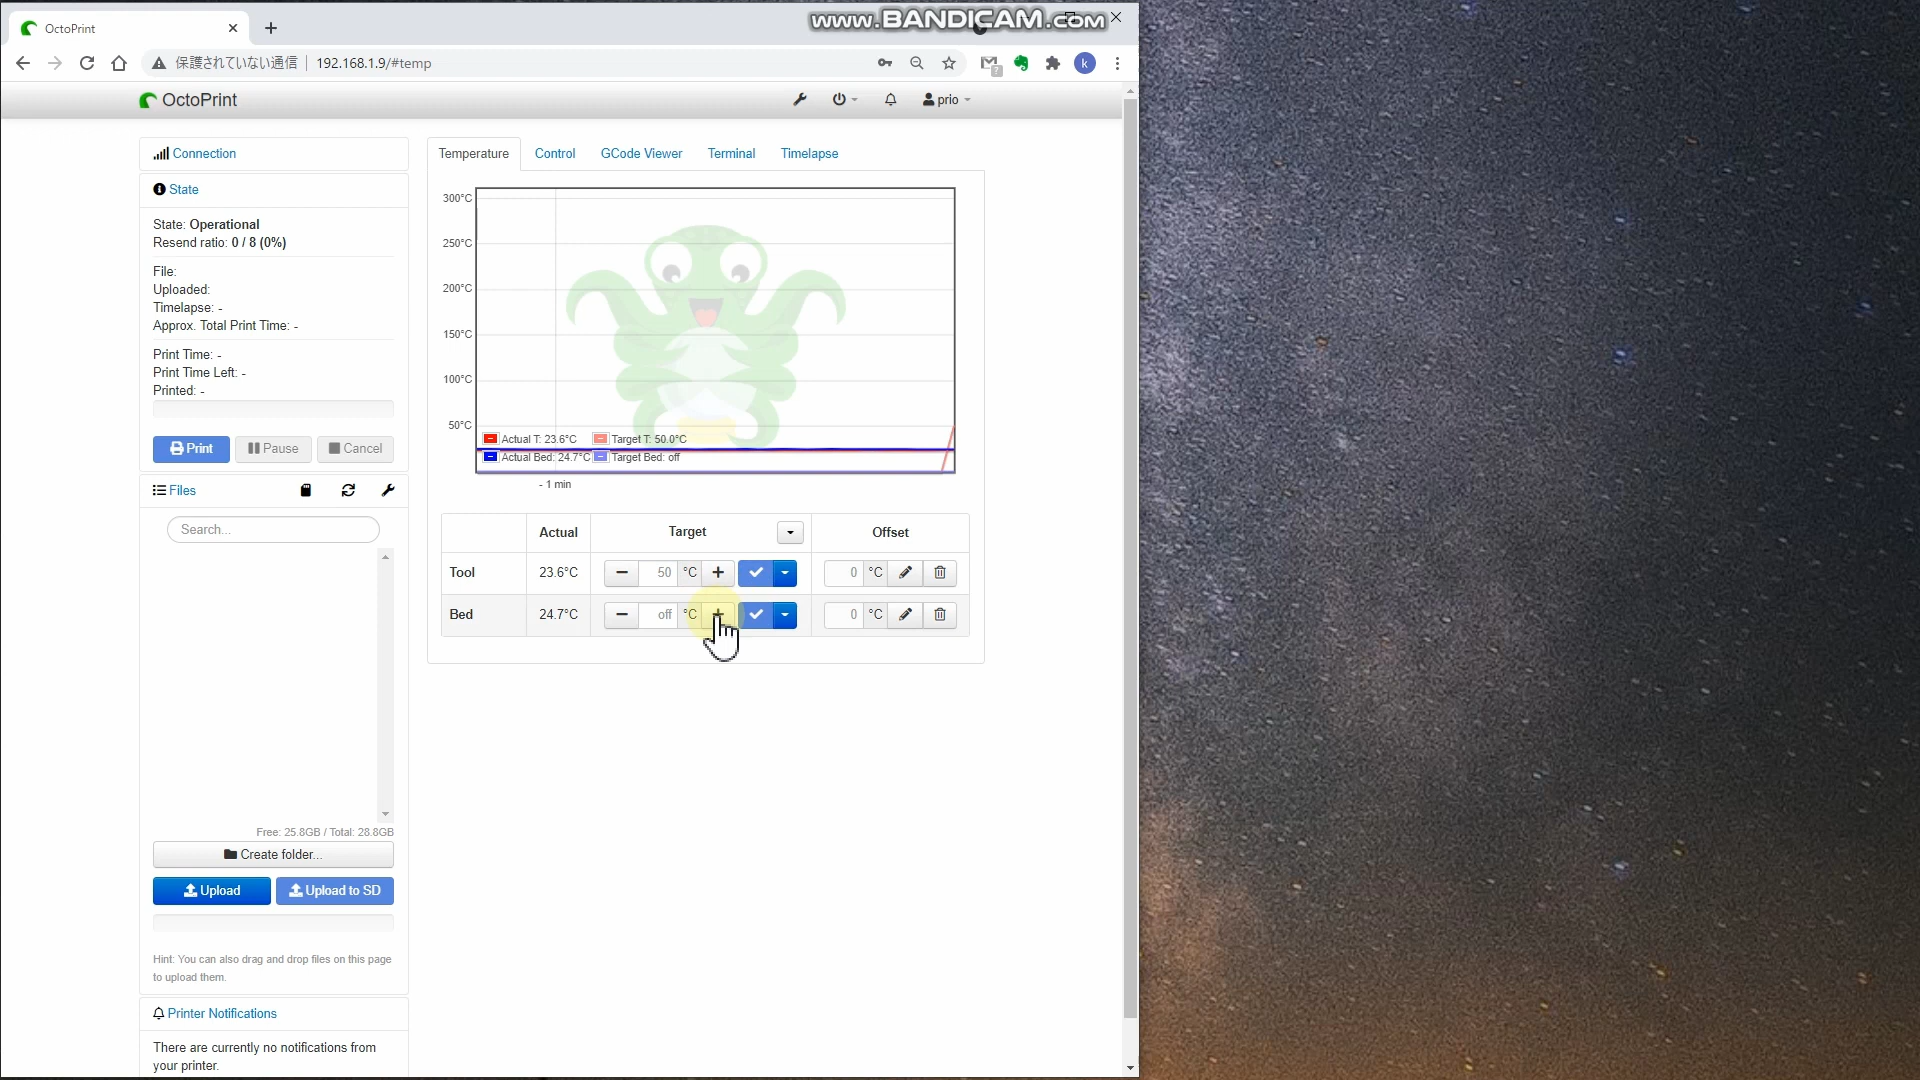 OctoPrint
www.BANDICAM.com
保護されていない通信 | 192.168.1.9/#temp
k
OctoPrint
prio
Connection
State
State: Operational
Resend ratio: 0 / 8 (0%)
File:
Uploaded:
Timelapse: -
Approx. Total Print Time: -
Print Time: -
Print Time Left: -
Printed: -
Print Pause Cancel
Files
Search...
Free: 25.8GB / Total: 28.8GB
Create folder...
Upload Upload to SD
Hint: You can also drag and drop files on this page
to upload them.
Printer Notifications
There are currently no notifications from
your printer.
Temperature Control GCode Viewer Terminal Timelapse
300°C
250°C
200°C
150°C
100°C
50°C
Actual T: 23.6°C Target T: 50.0°C
Actual Bed: 24.7°C Target Bed: off
- 1 min
Actual Target Offset
Tool 23.6°C 50 °C 0 °C
Bed 24.7°C off °C 0 °C